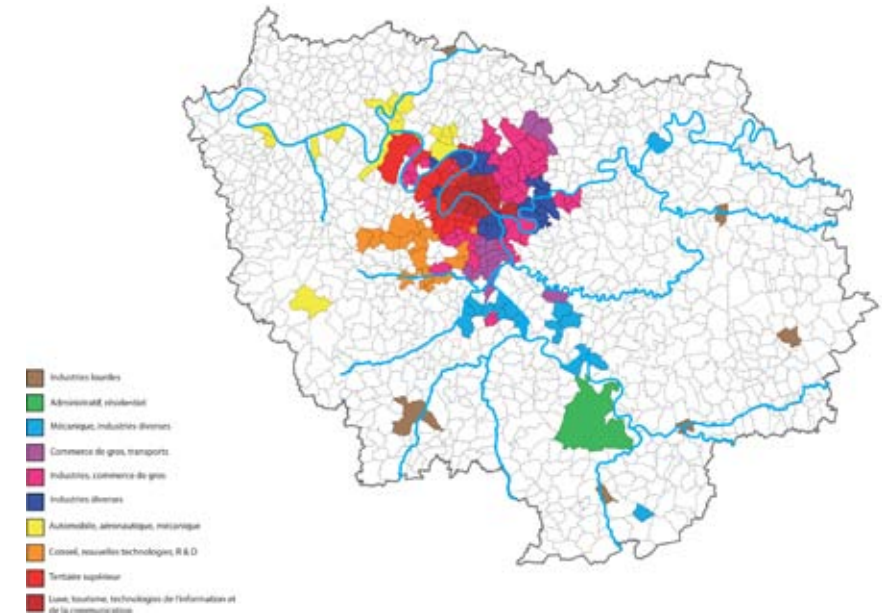 Industries lourdes
Administratif, résidentiel
Mécanique, industries diverses
Commerce de gros, transports
Industries, commerce de gros
Industries diverses
Automobile, aéronautique, mécanique
Conseil, nouvelles technologies, R & D
Tertiaire supérieur
Luxe, tourisme, technologies de l'information et
de la communication